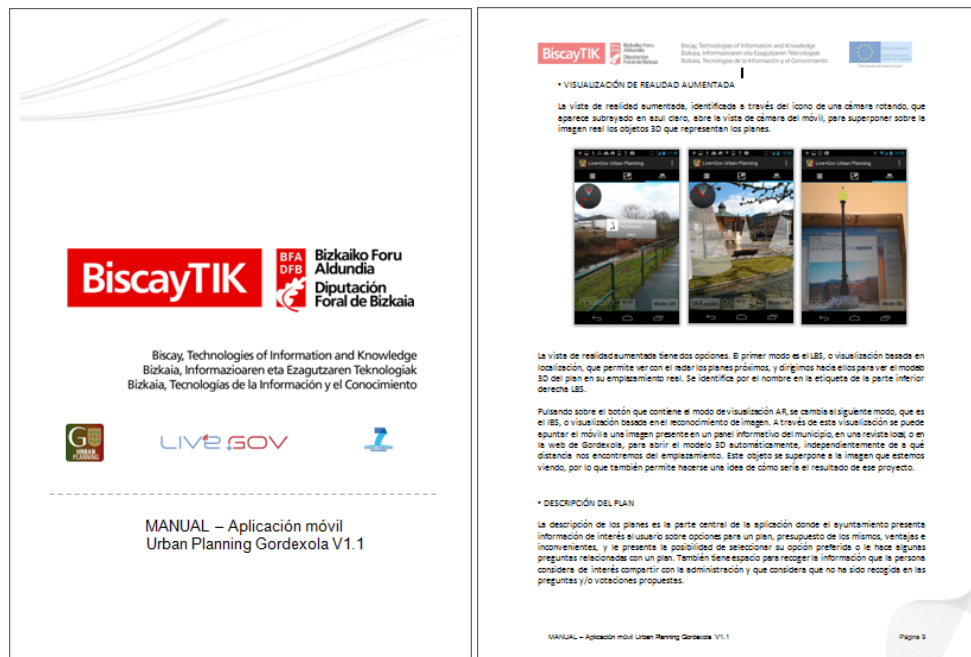 BiscayTIK
BFA
DFB
Bizkaiko Foru
Aldundia
Diputación
Foral de Bizkaia
Biscay, Technologies of Information and Knowledge
Bizkaia, Informazioaren eta Ezagutzaren Teknologiak
Bizkaia, Tecnologías de la Información y el Conocimiento
G
URBAN
PLANNING
LIVE GOV
MANUAL – Aplicación móvil
Urban Planning Gordexola V1.1
BiscayTIK
Bizkaiko Foru
Aldundia
Diputación
Foral de Bizkaia
Biscay, Technologies of Information and Knowledge
Bizkaia, Informazioaren eta Ezagutzaren Teknologiak
Bizkaia, Tecnologías de la Información y el Conocimiento
• VISUALIZACIÓN DE REALIDAD AUMENTADA
La vista de realidad aumentada, identificada a través del icono de una cámara rotando, que
aparece subrayado en azul claro, abre la vista de cámara del móvil, para superponer sobre la
imagen real los objetos 3D que representan los planes.
Live+Gov Urban Planning
Live+Gov Urban Planning
Live+Gov Urban Planning
Mode LBS
Mode LBS
Mode IBS
La vista de realidad aumentada tiene dos opciones. El primer modo es el LBS, o visualización basada en
localización, que permite ver con el radar los planes próximos, y dirigirnos hacia ellos para ver el modelo
3D del plan en su emplazamiento real. Se identifica por el nombre en la etiqueta de la parte inferior
derecha LBS.
Pulsando sobre el botón que contiene el modo de visualización AR, se cambia al siguiente modo, que es
el IBS, o visualización basada en el reconocimiento de imagen. A través de esta visualización se puede
apuntar el móvil a una imagen presente en un panel informativo del municipio, en una revista local, o en
la web de Gordexola, para abrir el modelo 3D automáticamente, independientemente de a qué
distancia nos encontremos del emplazamiento. Este objeto se superpone a la imagen que estemos
viendo, por lo que también permite hacerse una idea de cómo sería el resultado de ese proyecto.
• DESCRIPCIÓN DEL PLAN
La descripción de los planes es la parte central de la aplicación donde el ayuntamiento presenta
información de interés al usuario sobre opciones para un plan, presupuesto de los mismos, ventajas e
inconvenientes, y le presenta la posibilidad de seleccionar su opción preferida o le hace algunas
preguntas relacionadas con un plan. También tiene espacio para recoger la información que la persona
considera de interés compartir con la administración y que considera que no ha sido recogida en las
preguntas y/o votaciones propuestas.
MANUAL – Aplicación móvil Urban Planning Gordexola V1.1
Página 9